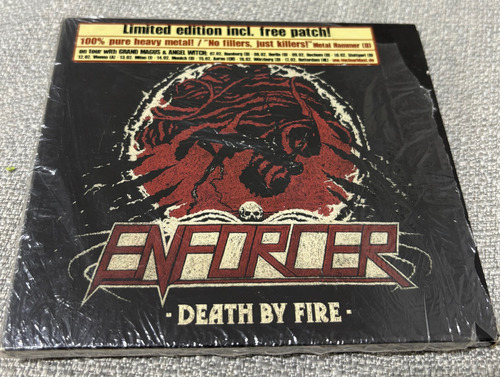 Limited edition incl. free patch!
100% pure heavy metal! / "No fillers, just killers!" Metal Hammer (D)
on tour with: GRAND MAGUS & ANGEL WITCH:
ENFORCER
- DEATH BY FIRE -